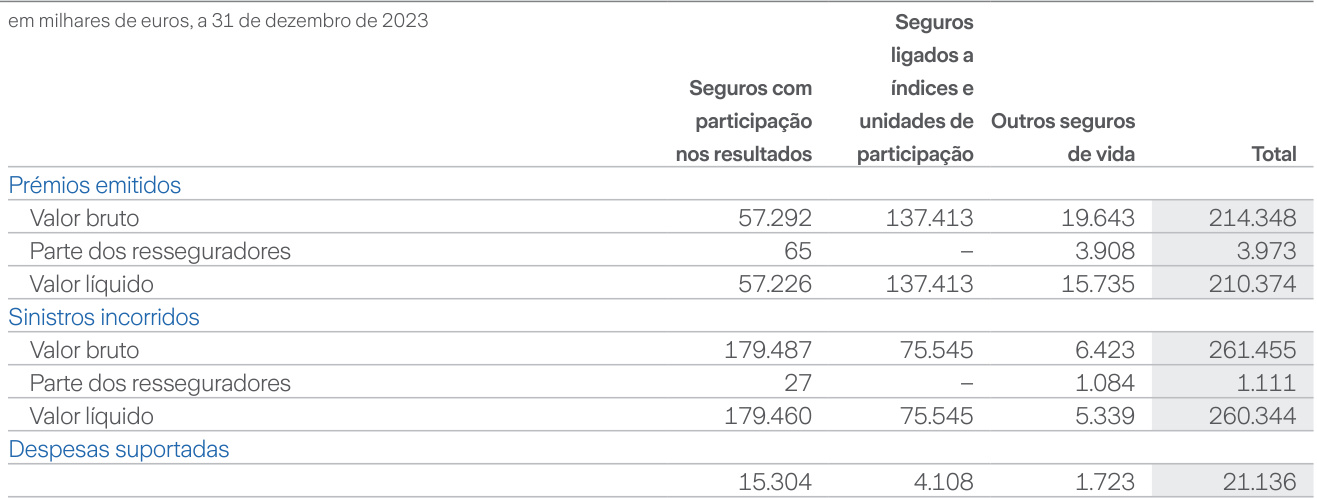 em milhares de euros, a 31 de dezembro de 2023
Seguros com participação nos resultados
Seguros ligados a índices e unidades de participação
Outros seguros de vida
Total
Prémios emitidos
Valor bruto 57.292 137.413 19.643 214.348
Parte dos resseguradores 65 – 3.908 3.973
Valor líquido 57.226 137.413 15.735 210.374
Sinistros incorridos
Valor bruto 179.487 75.545 6.423 261.455
Parte dos resseguradores 27 – 1.084 1.111
Valor líquido 179.460 75.545 5.339 260.344
Despesas suportadas
15.304 4.108 1.723 21.136